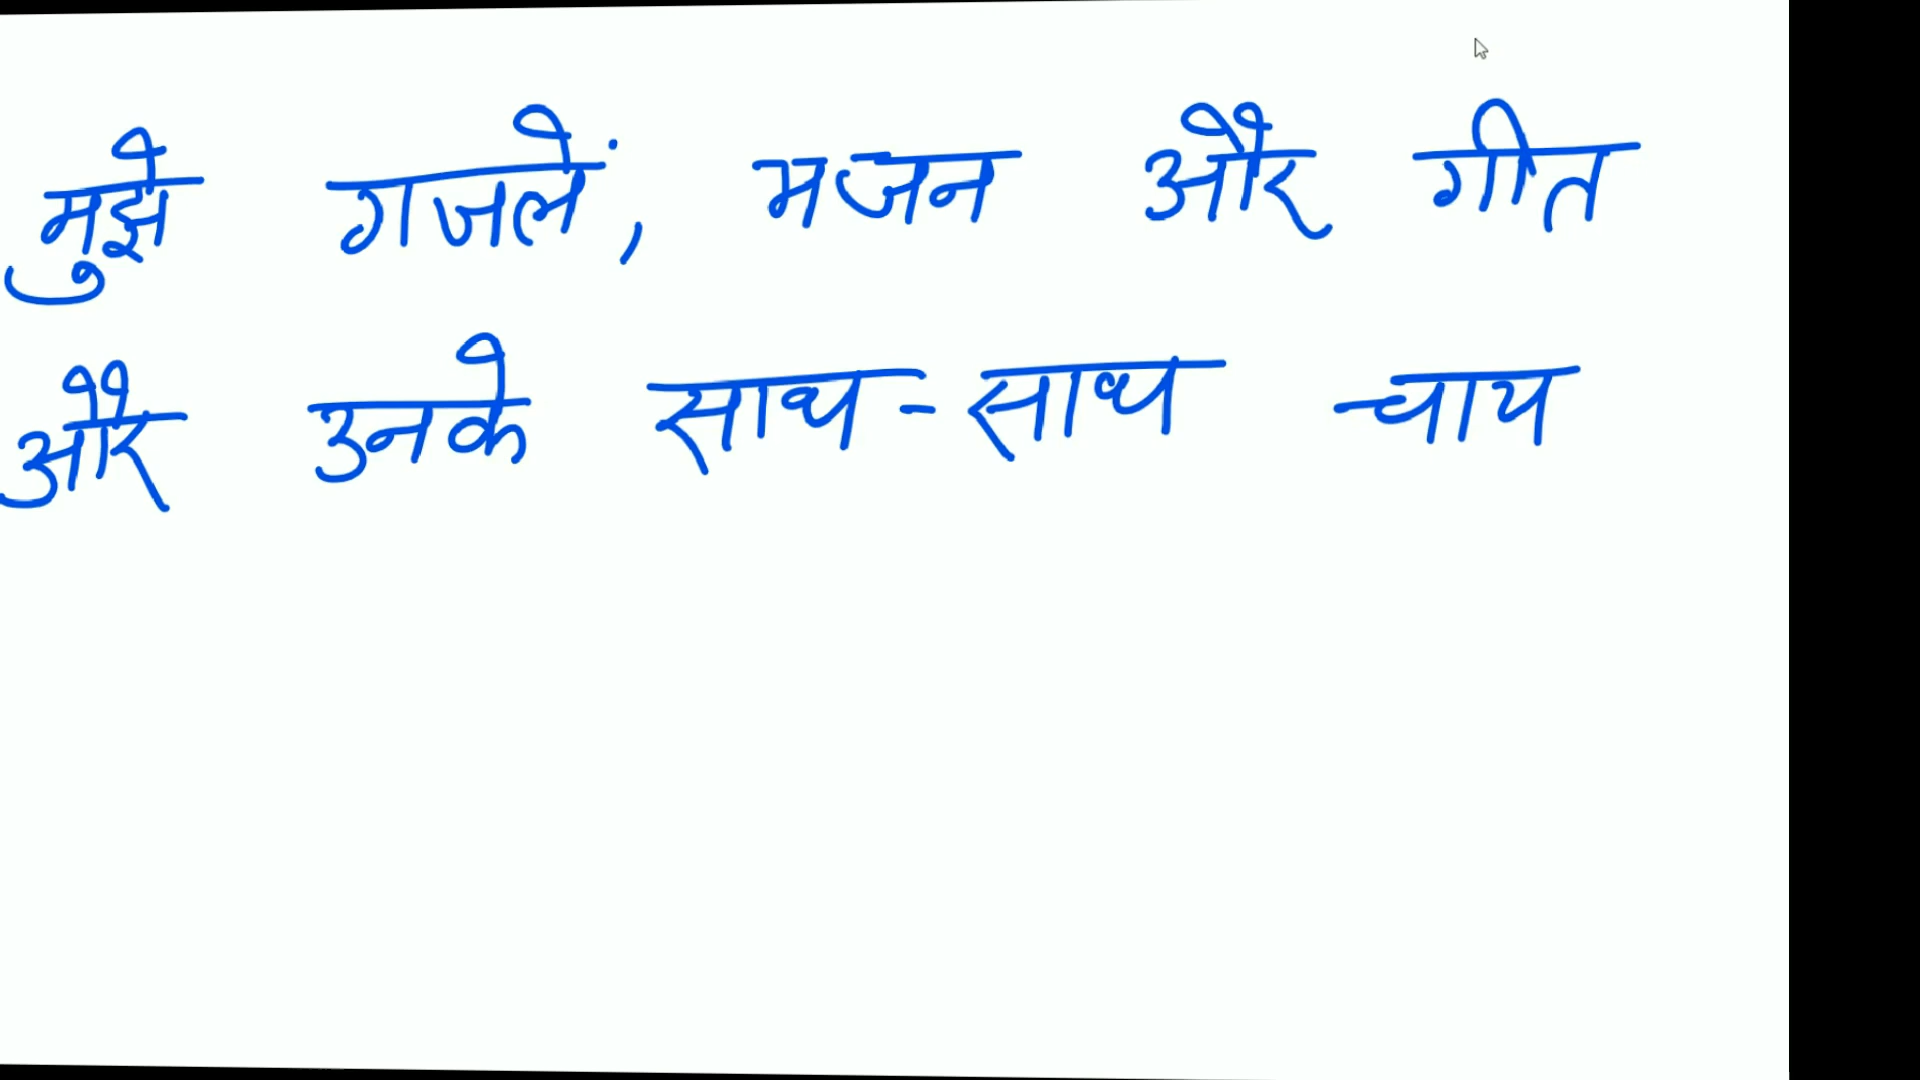 मुझे गजलें, भजन और गीत
और उनके साथ-साथ चाय